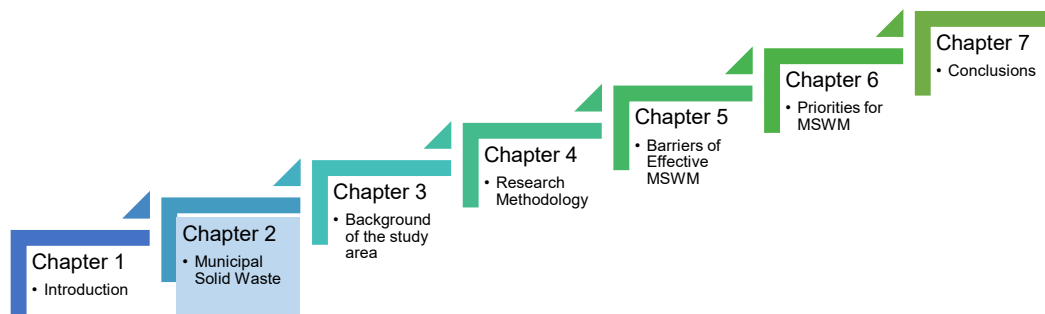 Chapter 1
• Introduction
Chapter 2
• Municipal
Solid Waste
Chapter 3
• Background
of the study
area
Chapter 4
• Research
Methodology
Chapter 5
• Barriers of
Effective
MSWM
Chapter 6
• Priorities for
MSWM
Chapter 7
• Conclusions